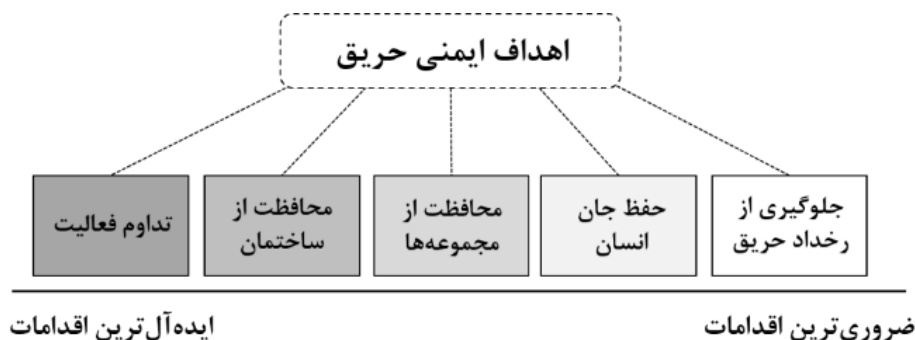 اهداف ایمنی حریق
جلوگیری از
رخداد حریق
حفظ جان
انسان
محافظت از
مجموعه‌ها
محافظت از
ساختمان
تداوم فعالیت
ضروری‌ترین اقدامات
ایده‌آل‌ترین اقدامات